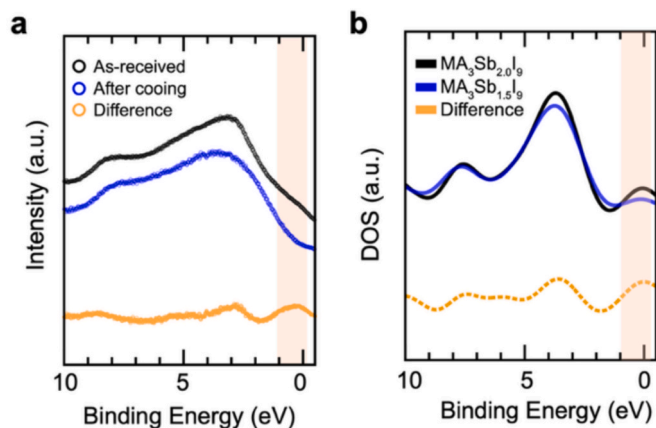 a
As-received
After cooing
Difference
Intensity (a.u.)
10
5
0
Binding Energy (eV)
b
MA₃Sb₂.₀I₉
MA₃Sb₁.₅I₉
Difference
DOS (a.u.)
10
5
0
Binding Energy (eV)